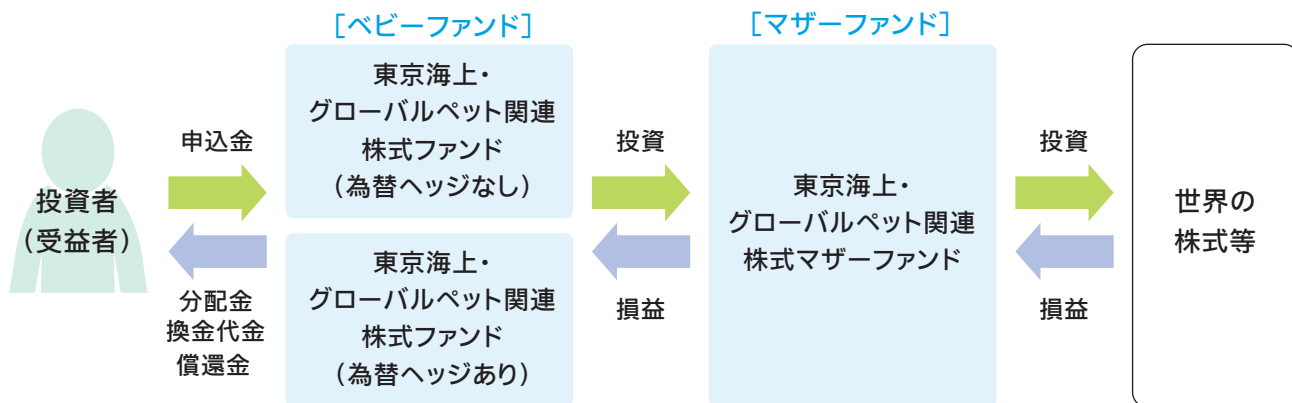 ［ベビーファンド］
［マザーファンド］
東京海上・
グローバルペット関連
株式ファンド
（為替ヘッジなし）
申込金
投資者
（受益者）
分配金
換金代金
償還金
東京海上・
グローバルペット関連
株式ファンド
（為替ヘッジあり）
投資
損益
東京海上・
グローバルペット関連
株式マザーファンド
投資
損益
世界の
株式等